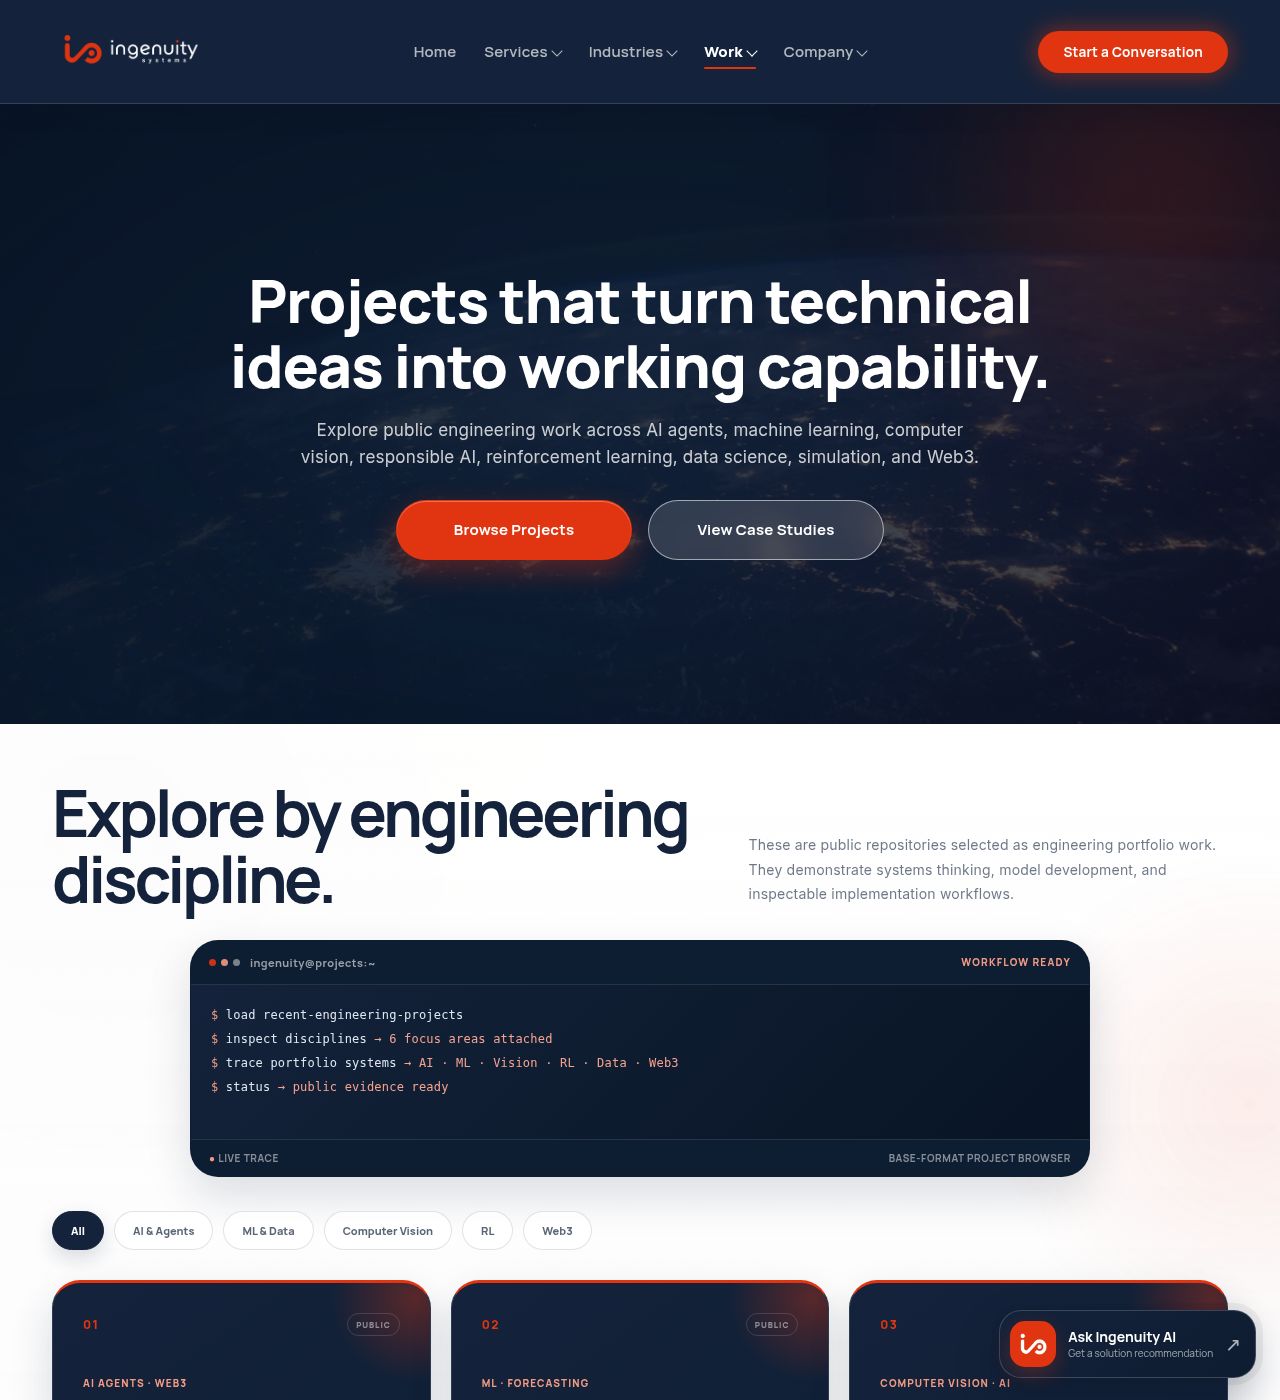 ingenuity
systems
Home
Services
Industries
Work
Company
Start a Conversation
Projects that turn technical
ideas into working capability.
Explore public engineering work across AI agents, machine learning, computer
vision, responsible AI, reinforcement learning, data science, simulation, and Web3.
Browse Projects
View Case Studies
Explore by engineering
discipline.
These are public repositories selected as engineering portfolio work.
They demonstrate systems thinking, model development, and
inspectable implementation workflows.
ingenuity@projects:~
WORKFLOW READY
$ load recent-engineering-projects
$ inspect disciplines → 6 focus areas attached
$ trace portfolio systems → AI · ML · Vision · RL · Data · Web3
$ status → public evidence ready
● LIVE TRACE
BASE-FORMAT PROJECT BROWSER
All
AI & Agents
ML & Data
Computer Vision
RL
Web3
01
PUBLIC
AI AGENTS · WEB3
02
PUBLIC
ML · FORECASTING
03
COMPUTER VISION · AI
Ask Ingenuity AI
Get a solution recommendation
↗